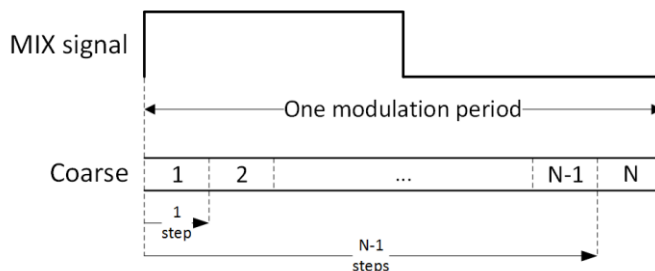 MIX signal
One modulation period
Coarse 1 2 ... N-1 N
1
step
N-1
steps